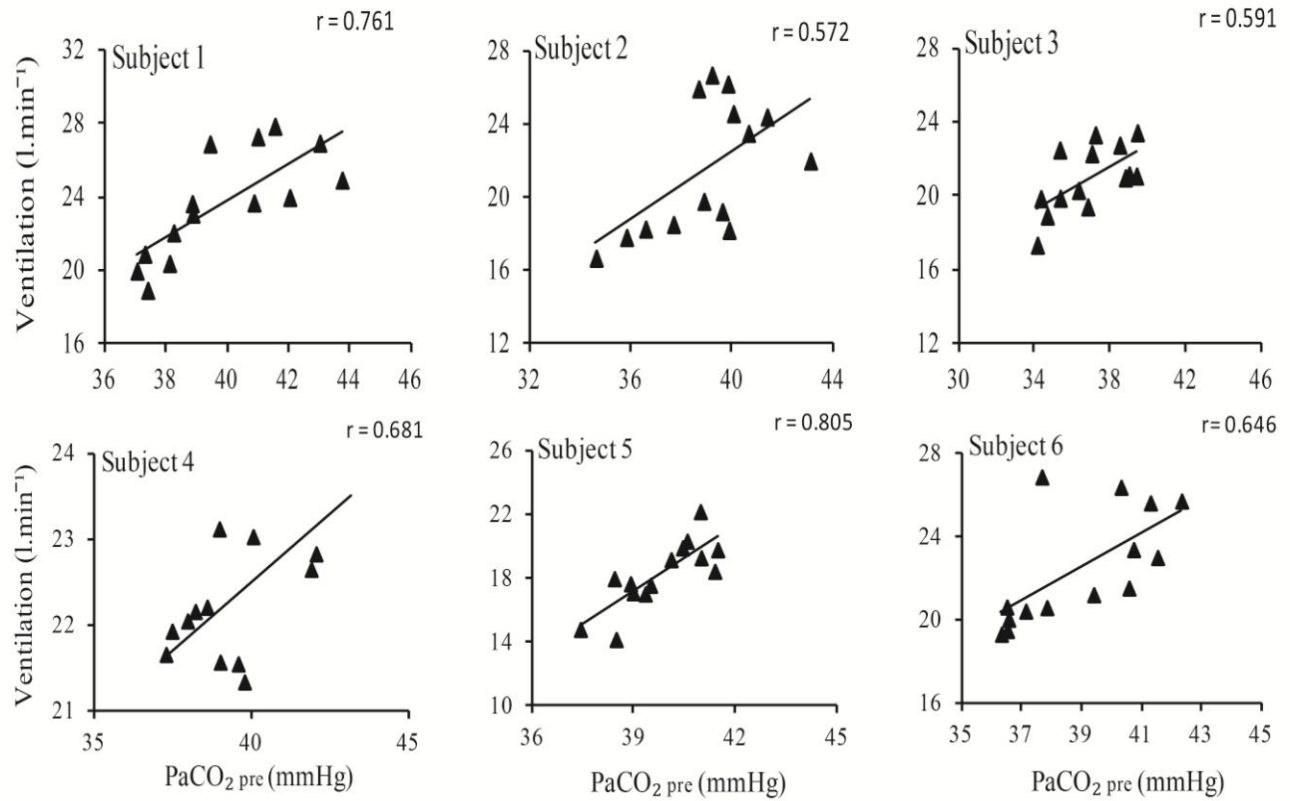 r = 0.761
r = 0.572
r = 0.591
Subject 1
Subject 2
Subject 3
Ventilation (l.min⁻¹)
32
28
24
20
16
36 38 40 42 44 46
28
24
20
16
12
32 36 40 44
28
24
20
16
12
30 34 38 42 46
r = 0.681
r = 0.805
r= 0.646
Subject 4
Subject 5
Subject 6
Ventilation (l.min⁻¹)
24
23
22
21
35 40 45
26
22
18
14
10
36 39 42 45
28
24
20
16
35 37 39 41 43 45
PaCO₂ pre (mmHg)
PaCO₂ pre (mmHg)
PaCO₂ pre (mmHg)